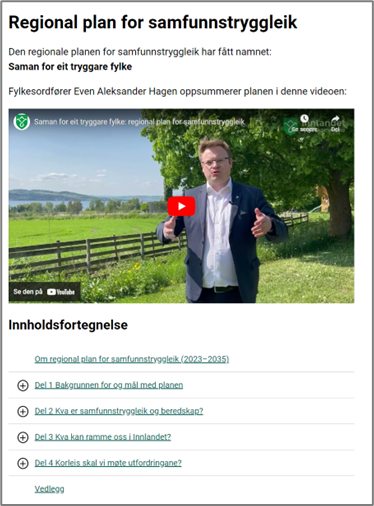 Regional plan for samfunnstryggleik
Den regionale planen for samfunnstryggleik har fått namnet:
Saman for eit tryggare fylke
Fylkesordfører Even Aleksander Hagen oppsummerer planen i denne videoen:
Saman for eit tryggare fylke: regional plan for samfunnstryggleik
Innlandet
Se senere
Del
Se den på YouTube
Innholdsfortegnelse
Om regional plan for samfunnstryggleik (2023–2035)
Del 1 Bakgrunnen for og mål med planen
Del 2 Kva er samfunnstryggleik og beredskap?
Del 3 Kva kan ramme oss i Innlandet?
Del 4 Korleis skal vi møte utfordringane?
Vedlegg